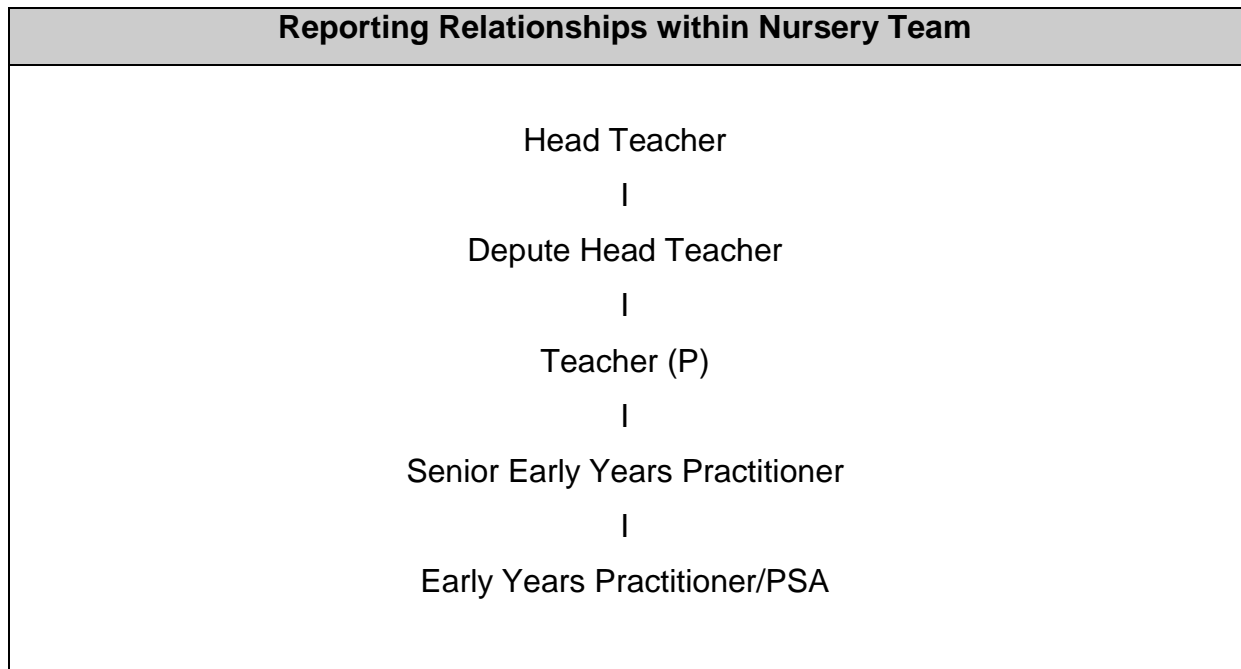 Reporting Relationships within Nursery Team
Head Teacher
I
Depute Head Teacher
I
Teacher (P)
I
Senior Early Years Practitioner
I
Early Years Practitioner/PSA